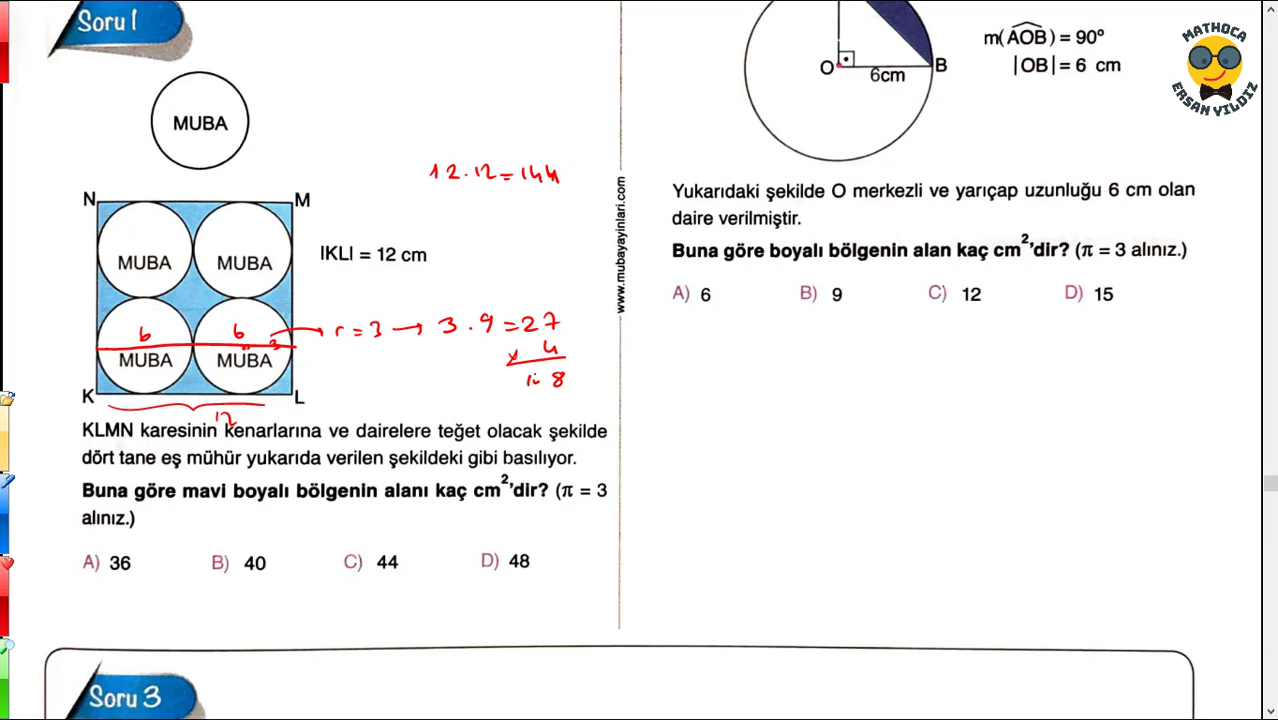 Soru 1
MUBA
12.12=144
N
M
MUBA
MUBA
IKLI = 12 cm
6
6
3
r = 3 → 3.9=27
x 4
MUBA
MUBA
K
L
12
KLMN karesinin kenarlarına ve dairelere teğet olacak şekilde
dört tane eş mühür yukarıda verilen şekildeki gibi basılıyor.
Buna göre mavi boyalı bölgenin alanı kaç cm²'dir? (π = 3
alınız.)
A) 36
B) 40
C) 44
D) 48
www.mubayayinlari.com
O
6cm
B
m(AOB) = 90°
|OB| = 6 cm
MATHOCA
ERSAN YILDIZ
Yukarıdaki şekilde O merkezli ve yarıçap uzunluğu 6 cm olan
daire verilmiştir.
Buna göre boyalı bölgenin alan kaç cm²'dir? (π = 3 alınız.)
A) 6
B) 9
C) 12
D) 15
Soru 3